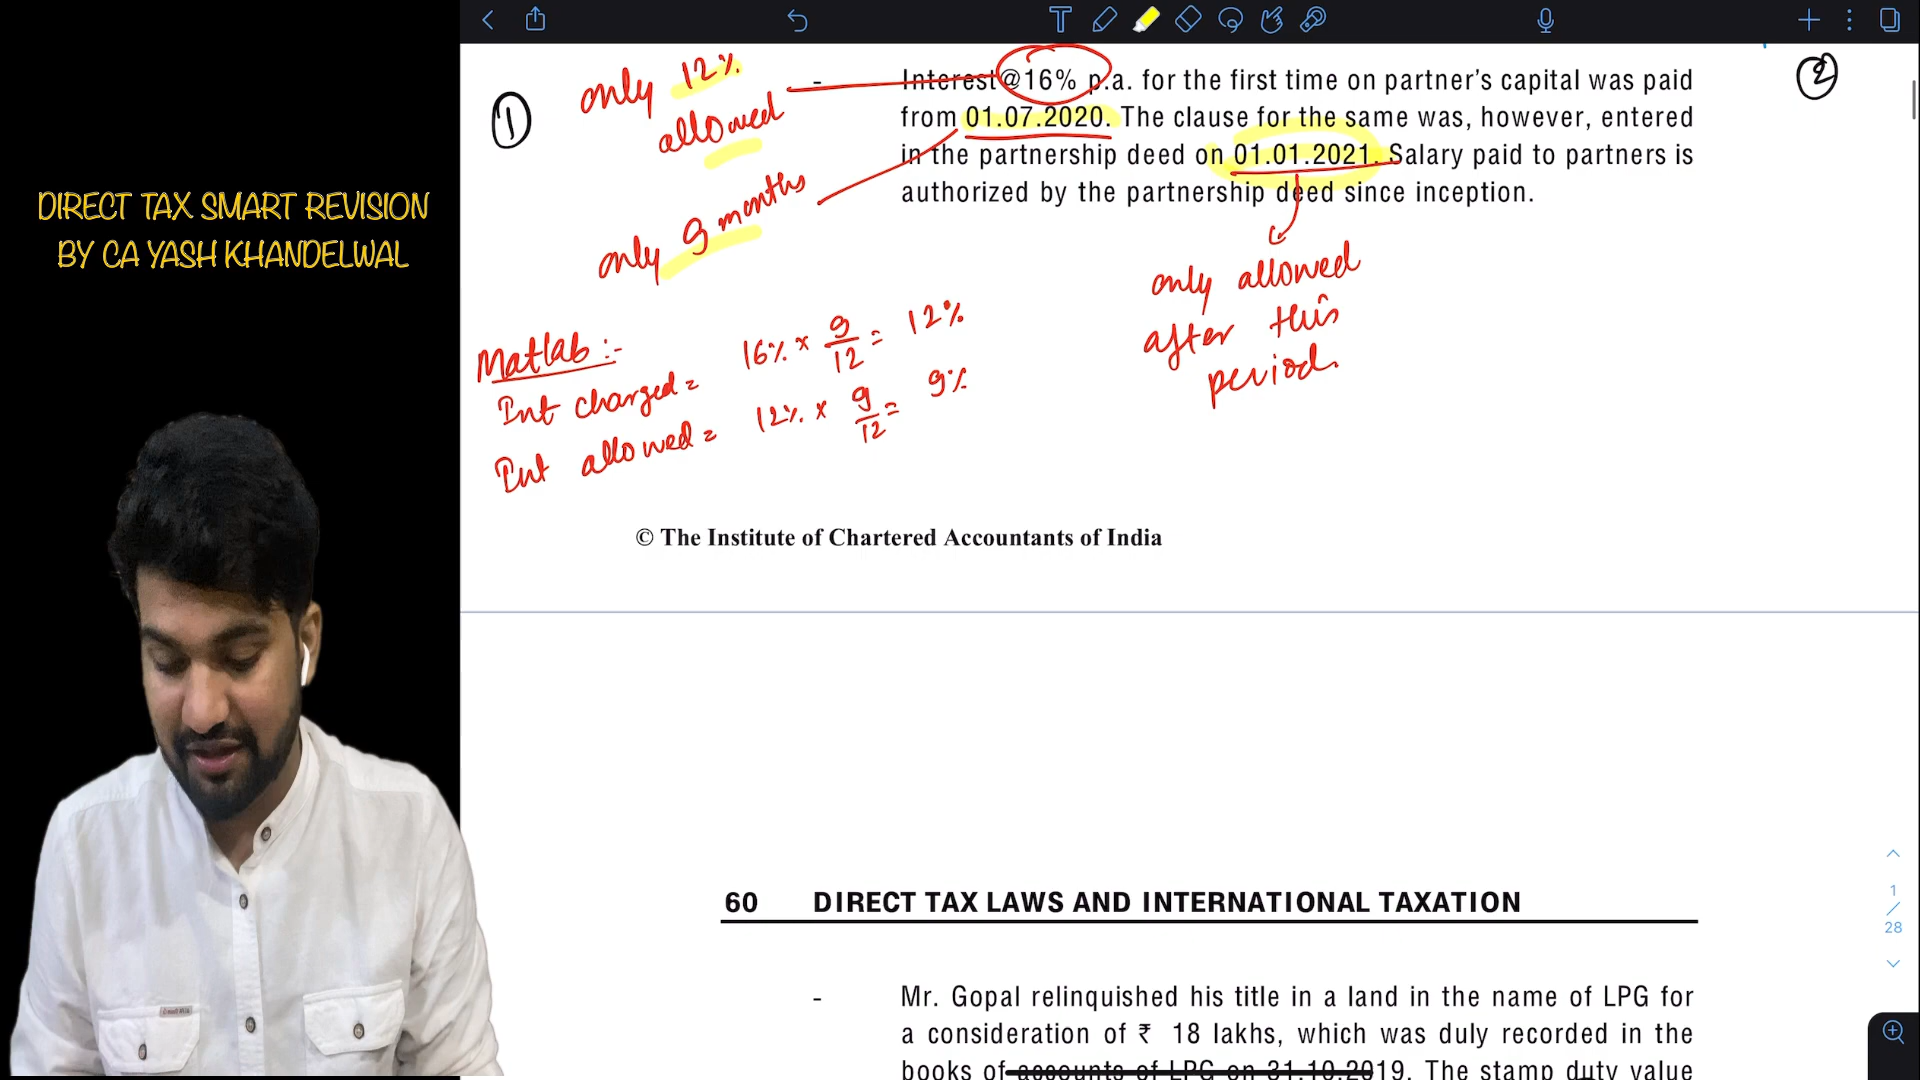 DIRECT TAX SMART REVISION
BY CA YASH KHANDELWAL
①
only 12%
allowed
only 9 months
Matlab :-
Int charged = 16% x 9/12 = 12%
Int allowed = 12% x 9/12 = 9%
②
- Interest @16% p.a. for the first time on partner's capital was paid
from 01.07.2020. The clause for the same was, however, entered
in the partnership deed on 01.01.2021. Salary paid to partners is
authorized by the partnership deed since inception.
only allowed
after this
period.
© The Institute of Chartered Accountants of India
60 DIRECT TAX LAWS AND INTERNATIONAL TAXATION
- Mr. Gopal relinquished his title in a land in the name of LPG for
a consideration of ₹ 18 lakhs, which was duly recorded in the
books of accounts of LPG on 31.10.2019. The stamp duty value
1
/
28